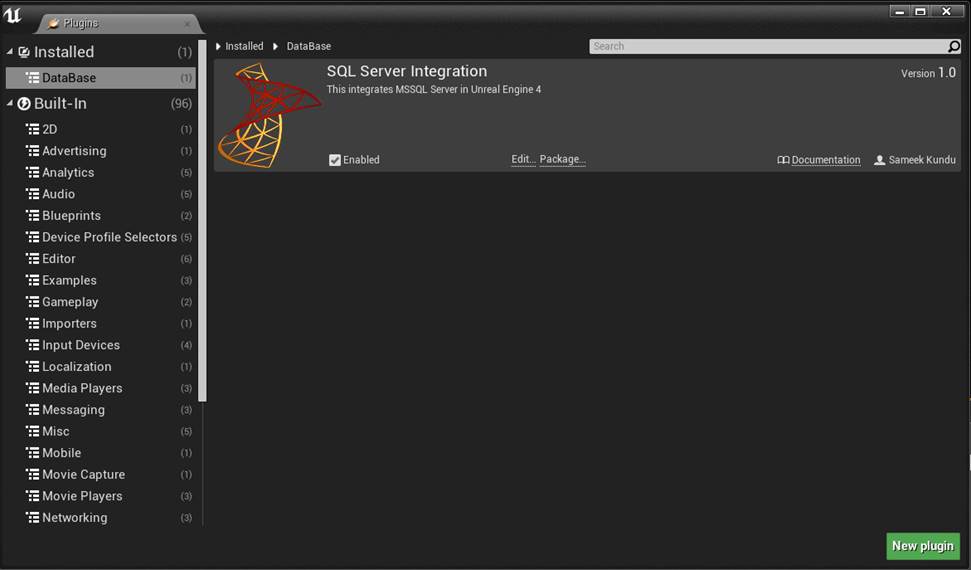 Plugins
Installed (1)
DataBase (1)
Built-In (96)
2D (1)
Advertising (1)
Analytics (5)
Audio (5)
Blueprints (2)
Device Profile Selectors (5)
Editor (6)
Examples (3)
Gameplay (2)
Importers (1)
Input Devices (4)
Localization (1)
Media Players (3)
Messaging (3)
Misc (5)
Mobile (1)
Movie Capture (1)
Movie Players (3)
Networking (3)
Installed DataBase
Search
SQL Server Integration
Version 1.0
This integrates MSSQL Server in Unreal Engine 4
Enabled
Edit... Package...
Documentation
Sameek Kundu
New plugin